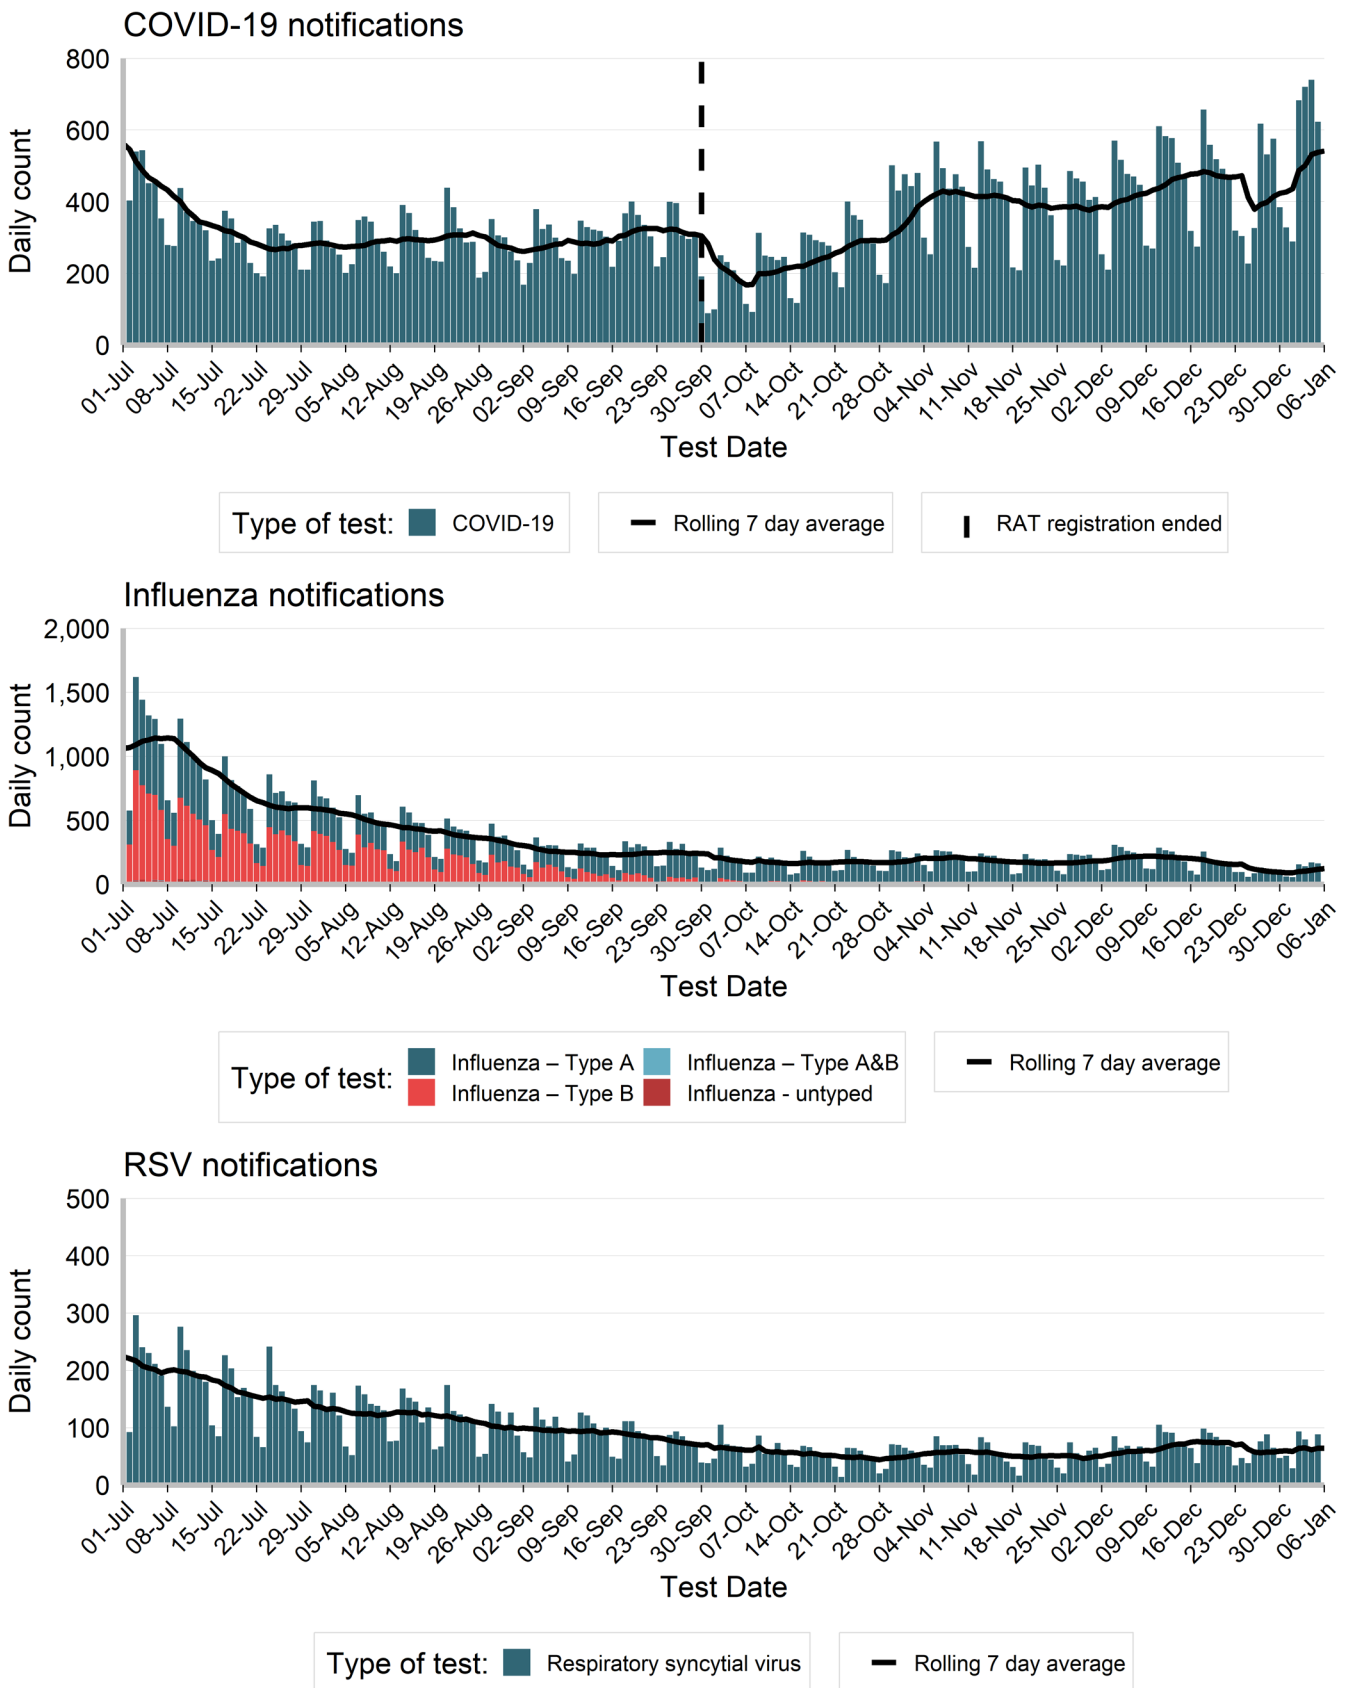 COVID-19 notifications
Daily count
800
600
400
200
0
01-Jul 08-Jul 15-Jul 22-Jul 29-Jul 05-Aug 12-Aug 19-Aug 26-Aug 02-Sep 09-Sep 16-Sep 23-Sep 30-Sep 07-Oct 14-Oct 21-Oct 28-Oct 04-Nov 11-Nov 18-Nov 25-Nov 02-Dec 09-Dec 16-Dec 23-Dec 30-Dec 06-Jan
Test Date
Type of test: COVID-19 Rolling 7 day average RAT registration ended
Influenza notifications
Daily count
2,000
1,500
1,000
500
0
01-Jul 08-Jul 15-Jul 22-Jul 29-Jul 05-Aug 12-Aug 19-Aug 26-Aug 02-Sep 09-Sep 16-Sep 23-Sep 30-Sep 07-Oct 14-Oct 21-Oct 28-Oct 04-Nov 11-Nov 18-Nov 25-Nov 02-Dec 09-Dec 16-Dec 23-Dec 30-Dec 06-Jan
Test Date
Type of test:
Influenza – Type A Influenza – Type A&B
Influenza – Type B Influenza - untyped
Rolling 7 day average
RSV notifications
Daily count
500
400
300
200
100
0
01-Jul 08-Jul 15-Jul 22-Jul 29-Jul 05-Aug 12-Aug 19-Aug 26-Aug 02-Sep 09-Sep 16-Sep 23-Sep 30-Sep 07-Oct 14-Oct 21-Oct 28-Oct 04-Nov 11-Nov 18-Nov 25-Nov 02-Dec 09-Dec 16-Dec 23-Dec 30-Dec 06-Jan
Test Date
Type of test: Respiratory syncytial virus Rolling 7 day average